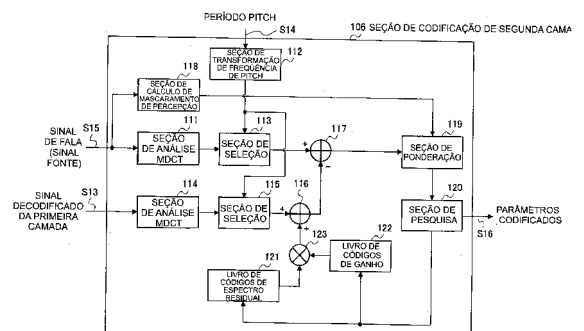 PERÍODO PITCH
S14
106 SEÇÃO DE CODIFICAÇÃO DE SEGUNDA CAMA
SEÇÃO DE
TRANSFORMAÇÃO
DE FREQÜÊNCIA
DE PITCH
112
118
SEÇÃO DE
CÁLCULO DE
MASCARAMENTO
DE PERCEPÇÃO
S15
SINAL
DE FALA
(SINAL
FONTE)
111
SEÇÃO
DE ANÁLISE
MDCT
113
SEÇÃO
DE SELEÇÃO
+
117
-
119
SEÇÃO DE
PONDERAÇÃO
S13
SINAL
DECODIFICADO
DA PRIMEIRA
CAMADA
114
SEÇÃO
DE ANÁLISE
MDCT
115
SEÇÃO
DE SELEÇÃO
+
116
+
120
SEÇÃO DE
PESQUISA
PARÂMETROS
CODIFICADOS
S16
123
122
LIVRO DE
CÓDIGOS
DE GANHO
121
LIVRO DE
CÓDIGOS DE
ESPECTRO
RESIDUAL